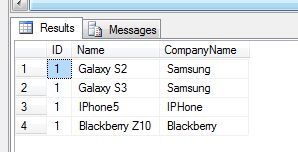 Results Messages
ID Name CompanyName
1 1 Galaxy S2 Samsung
2 1 Galaxy S3 Samsung
3 1 IPhone5 IPHone
4 1 Blackberry Z10 Blackberry